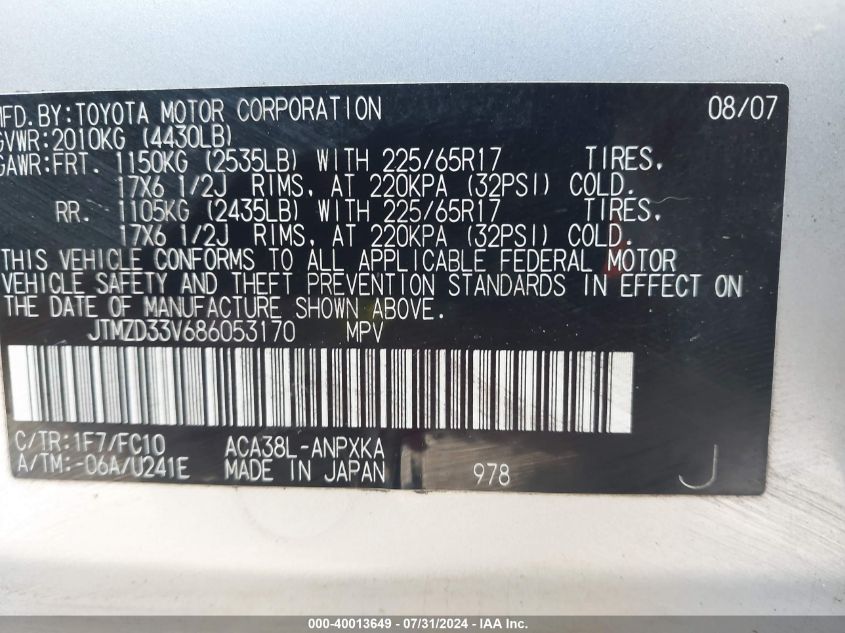 MFD. BY: TOYOTA MOTOR CORPORATION 08/07
GVWR: 2010KG (4430LB)
GAWR: FRT. 1150KG (2535LB) WITH 225/65R17 TIRES,
17X6 1/2J RIMS, AT 220KPA (32PSI) COLD.
RR. 1105KG (2435LB) WITH 225/65R17 TIRES,
17X6 1/2J RIMS, AT 220KPA (32PSI) COLD.
THIS VEHICLE CONFORMS TO ALL APPLICABLE FEDERAL MOTOR
VEHICLE SAFETY AND THEFT PREVENTION STANDARDS IN EFFECT ON
THE DATE OF MANUFACTURE SHOWN ABOVE.
JTMZD33V686053170 MPV
C/TR: 1F7/FC10 ACA38L-ANPXKA
A/TM: -06A/U241E MADE IN JAPAN 978 J
000-40013649 - 07/31/2024 - IAA Inc.